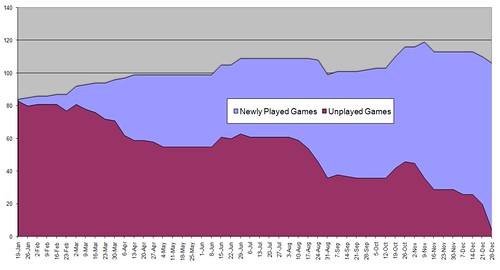 140
120
100
80
60
40
20
0
Newly Played Games Unplayed Games
19-Jan
26-Jan
2-Feb
9-Feb
16-Feb
23-Feb
2-Mar
9-Mar
16-Mar
23-Mar
30-Mar
6-Apr
13-Apr
20-Apr
27-Apr
4-May
11-May
18-May
25-May
1-Jun
8-Jun
15-Jun
22-Jun
29-Jun
6-Jul
13-Jul
20-Jul
27-Jul
3-Aug
10-Aug
17-Aug
24-Aug
31-Aug
7-Sep
14-Sep
21-Sep
28-Sep
5-Oct
12-Oct
19-Oct
26-Oct
2-Nov
9-Nov
16-Nov
23-Nov
30-Nov
7-Dec
14-Dec
21-Dec
28-Dec